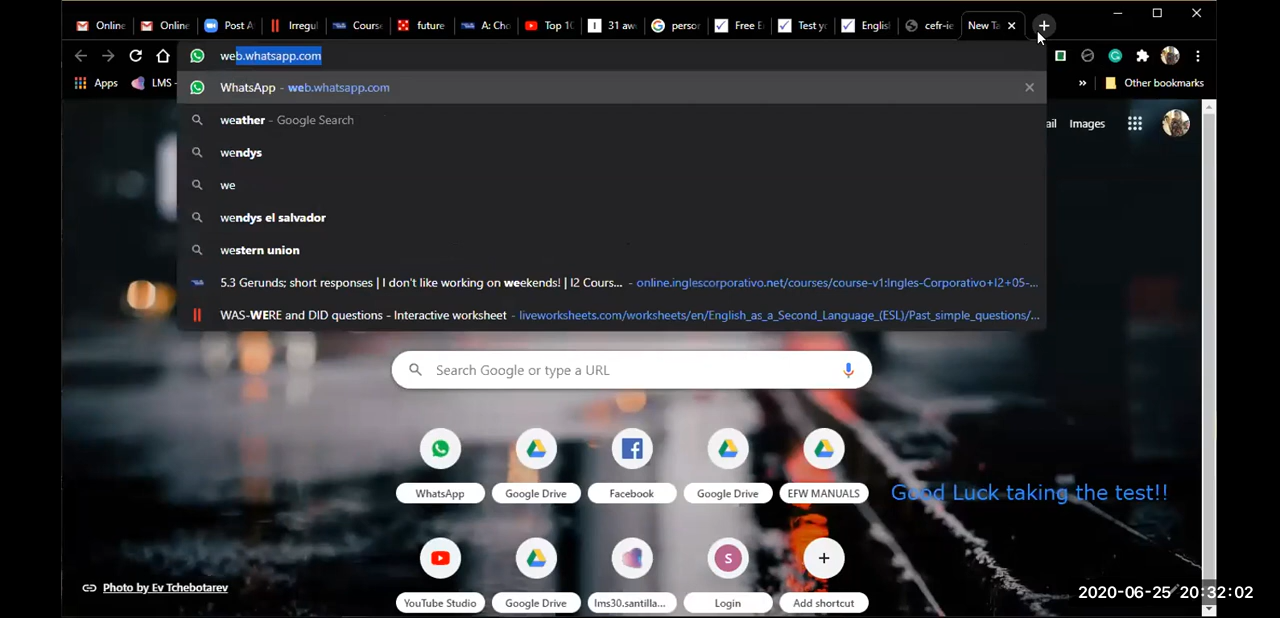 Online
Online
Post A
Irregul
Course
future
A: Cho
Top 10
31 aw
persor
Free E
Test yo
English
cefr-ie
New Ta
web.whatsapp.com
Apps
LMS -
Other bookmarks
WhatsApp - web.whatsapp.com
weather - Google Search
wendys
we
wendys el salvador
western union
5.3 Gerunds; short responses | I don't like working on weekends! | I2 Cours... - online.inglescorporativo.net/courses/course-v1:Ingles-Corporativo+I2+05-...
WAS-WERE and DID questions - Interactive worksheet - liveworksheets.com/worksheets/en/English_as_a_Second_Language_(ESL)/Past_simple_questions/...
ail Images
Search Google or type a URL
WhatsApp Google Drive Facebook Google Drive EFW MANUALS
Good Luck taking the test!!
S
YouTube Studio Google Drive lms30.santilla... Login Add shortcut
Photo by Ev Tchebotarev
2020-06-25 20:32:02